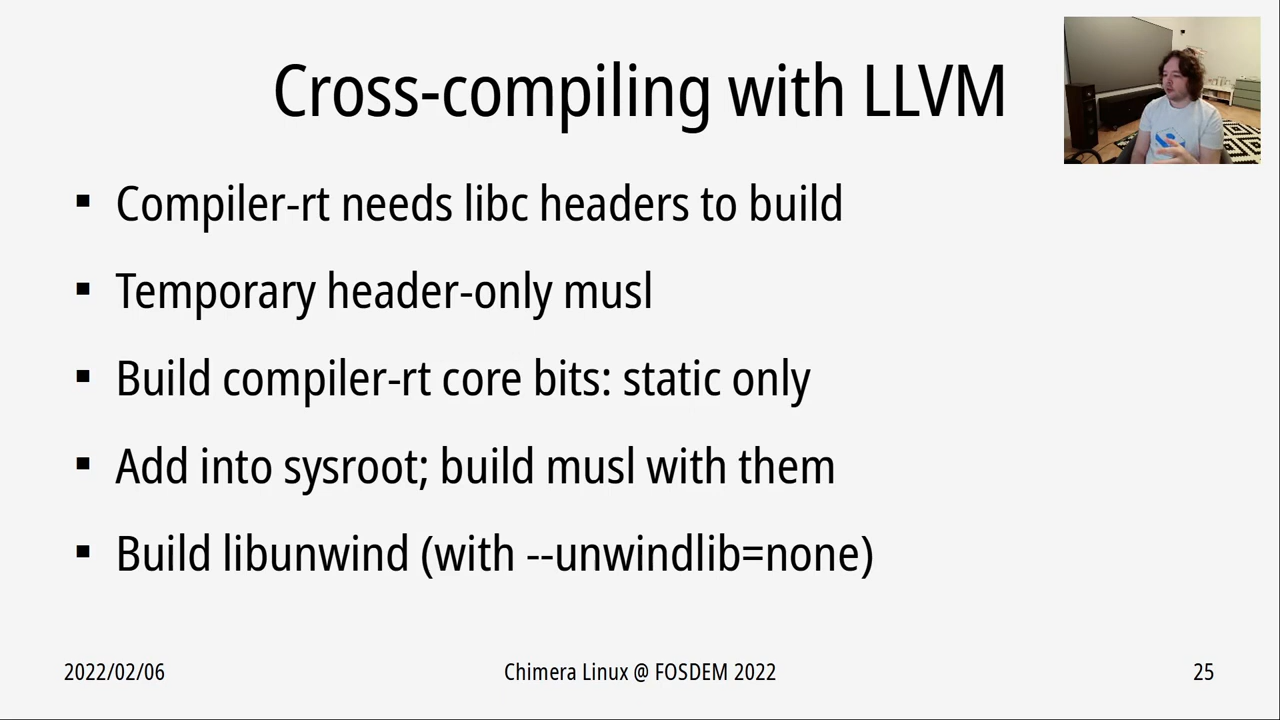 Cross-compiling with LLVM
Compiler-rt needs libc headers to build
Temporary header-only musl
Build compiler-rt core bits: static only
Add into sysroot; build musl with them
Build libunwind (with --unwindlib=none)
2022/02/06
Chimera Linux @ FOSDEM 2022
25